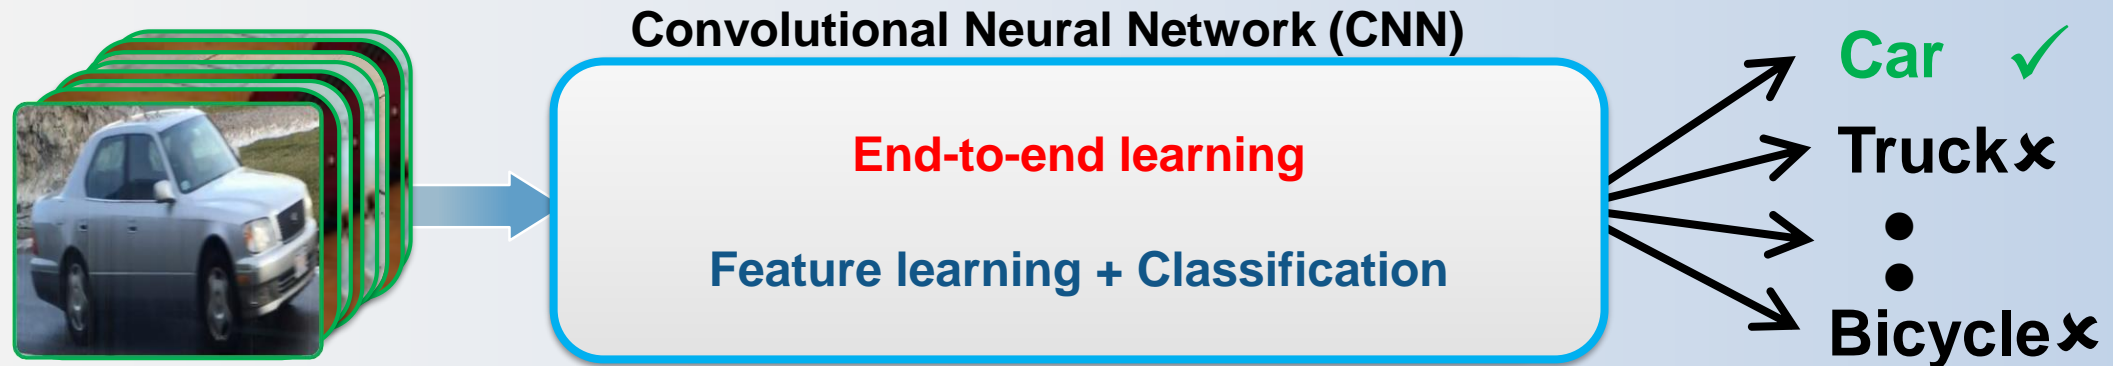 Convolutional Neural Network (CNN)
End-to-end learning
Feature learning + Classification
Car ✓
Truck ✘
Bicycle ✘